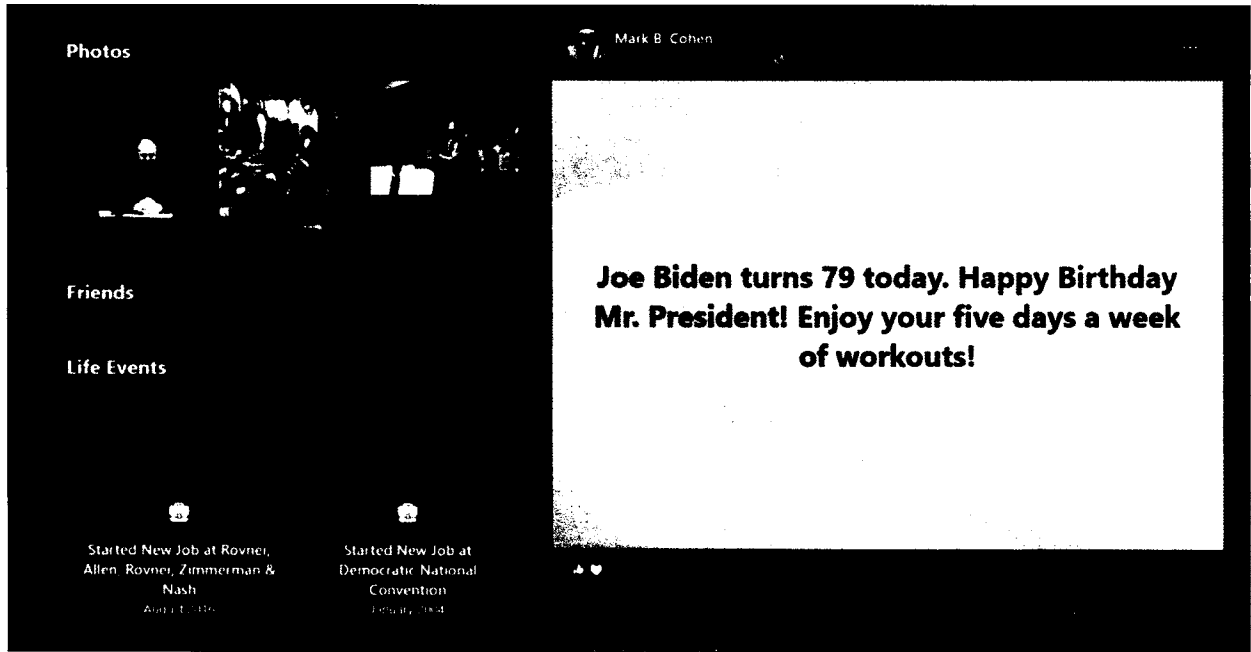 Photos
Friends
Life Events
Started New Job at Rovner,
Allen, Rovner, Zimmerman &
Nash
Started New Job at
Democratic National
Convention
Mark B. Cohen
...
Joe Biden turns 79 today. Happy Birthday
Mr. President! Enjoy your five days a week
of workouts!